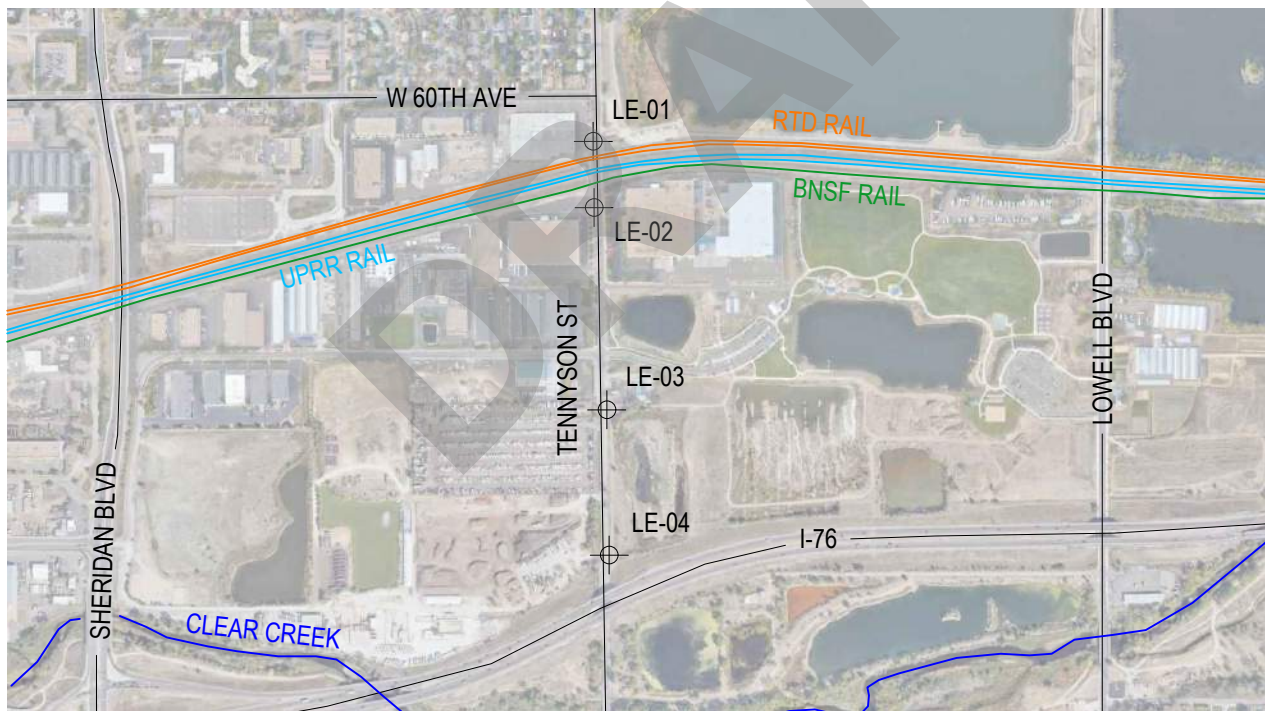 W 60TH AVE
LE-01
RTD RAIL
BNSF RAIL
LE-02
UPRR RAIL
TENNYSON ST
LE-03
LOWELL BLVD
SHERIDAN BLVD
LE-04
I-76
CLEAR CREEK
DRAFT